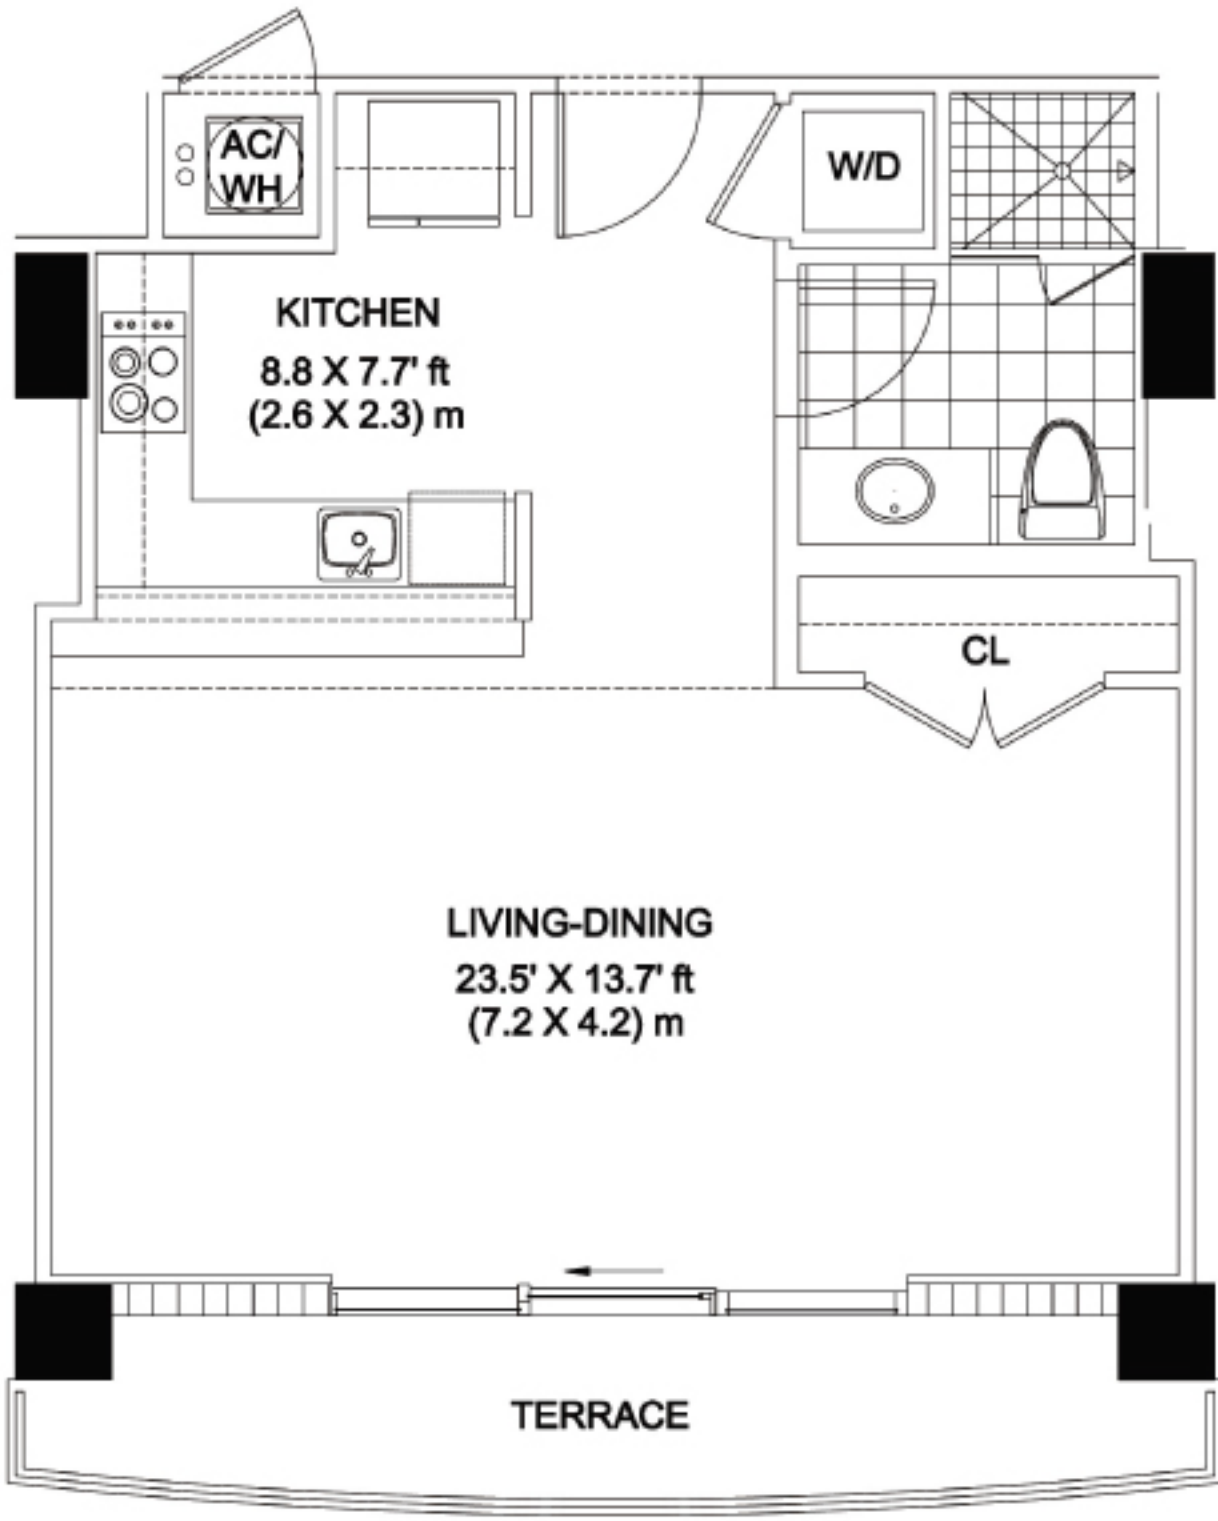 AC/
WH
W/D
KITCHEN
8.8 X 7.7' ft
(2.6 X 2.3) m
CL
LIVING-DINING
23.5' X 13.7' ft
(7.2 X 4.2) m
TERRACE